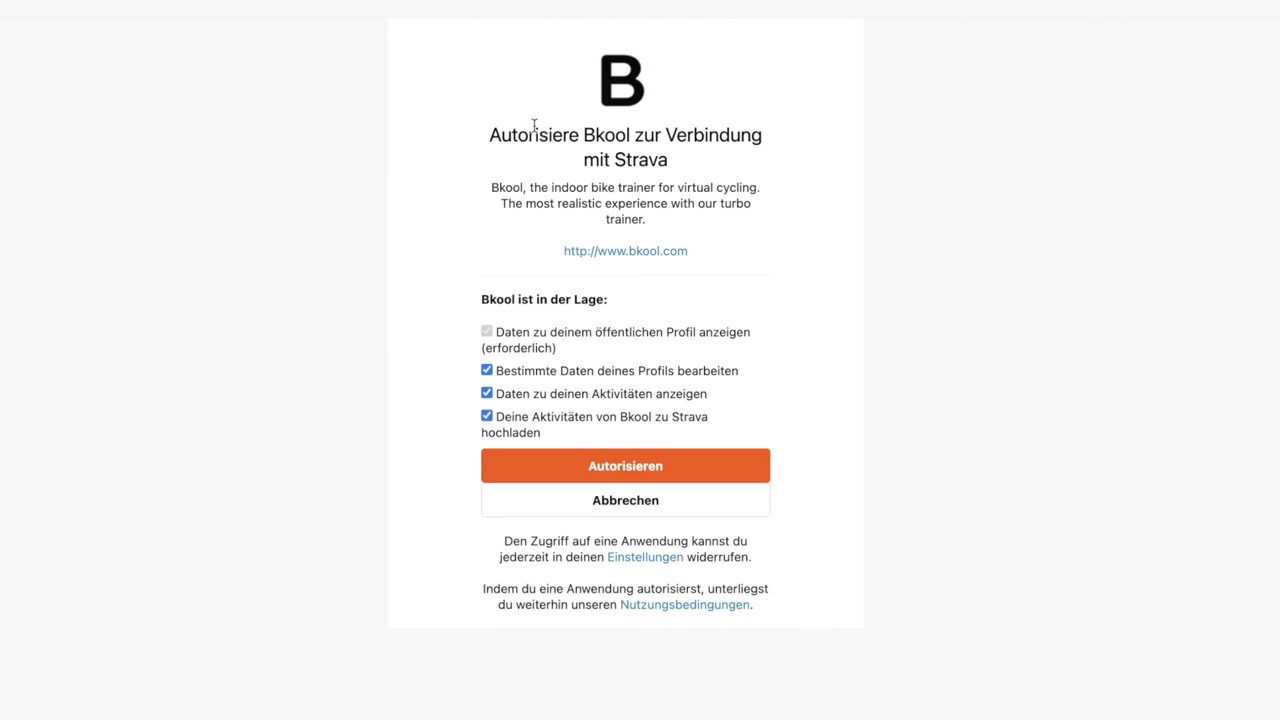 B
Autorisiere Bkool zur Verbindung
mit Strava
Bkool, the indoor bike trainer for virtual cycling.
The most realistic experience with our turbo
trainer.
http://www.bkool.com
Bkool ist in der Lage:
Daten zu deinem öffentlichen Profil anzeigen
(erforderlich)
Bestimmte Daten deines Profils bearbeiten
Daten zu deinen Aktivitäten anzeigen
Deine Aktivitäten von Bkool zu Strava
hochladen
Autorisieren
Abbrechen
Den Zugriff auf eine Anwendung kannst du
jederzeit in deinen Einstellungen widerrufen.
Indem du eine Anwendung autorisierst, unterliegst
du weiterhin unseren Nutzungsbedingungen.